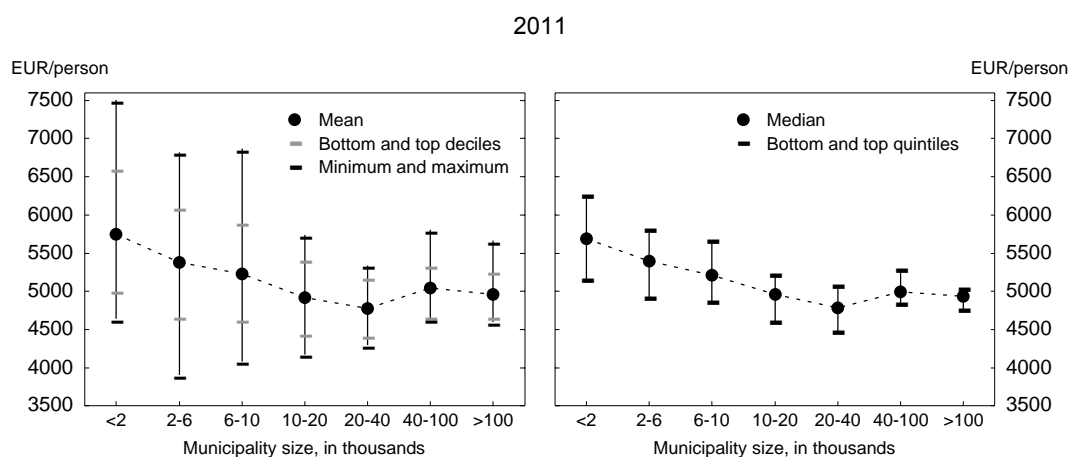 2011
EUR/person
EUR/person
7500
7000
6500
6000
5500
5000
4500
4000
3500
Mean
Bottom and top deciles
Minimum and maximum
<2 2-6 6-10 10-20 20-40 40-100 >100
Municipality size, in thousands
Median
Bottom and top quintiles
7500
7000
6500
6000
5500
5000
4500
4000
3500
<2 2-6 6-10 10-20 20-40 40-100 >100
Municipality size, in thousands